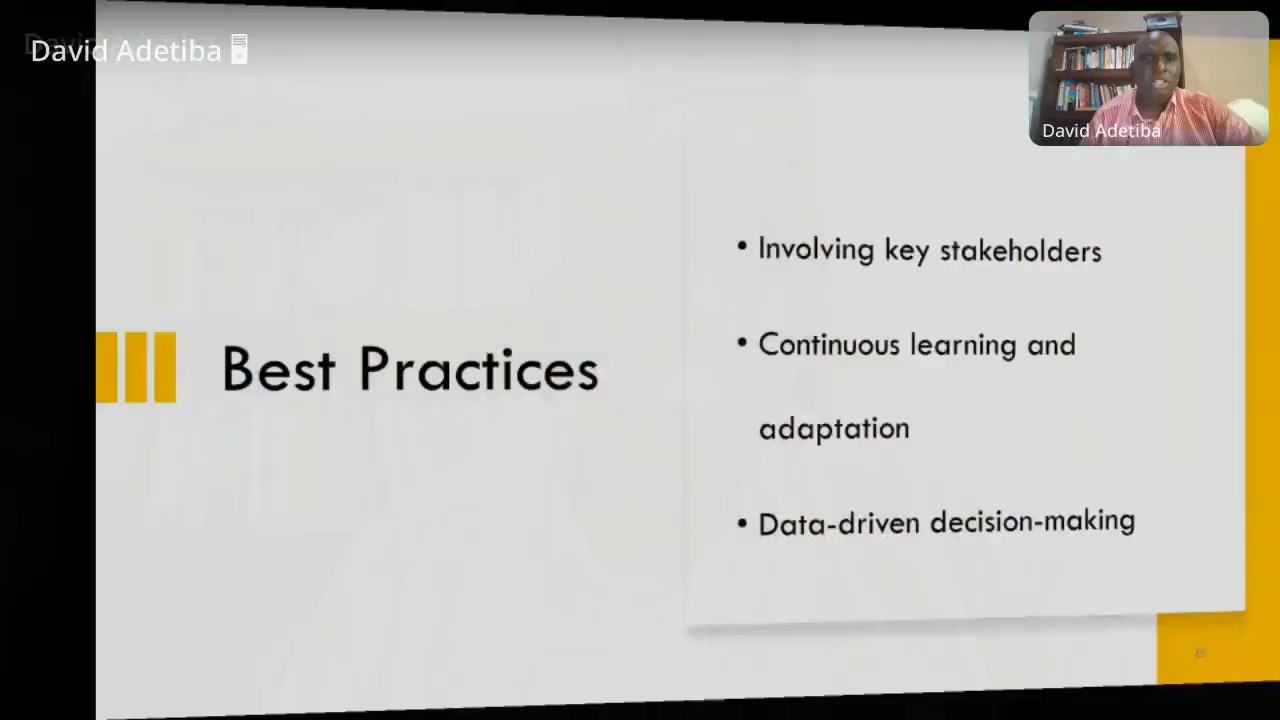 David Adetiba
David Adetiba
Best Practices
• Involving key stakeholders
• Continuous learning and
adaptation
• Data-driven decision-making